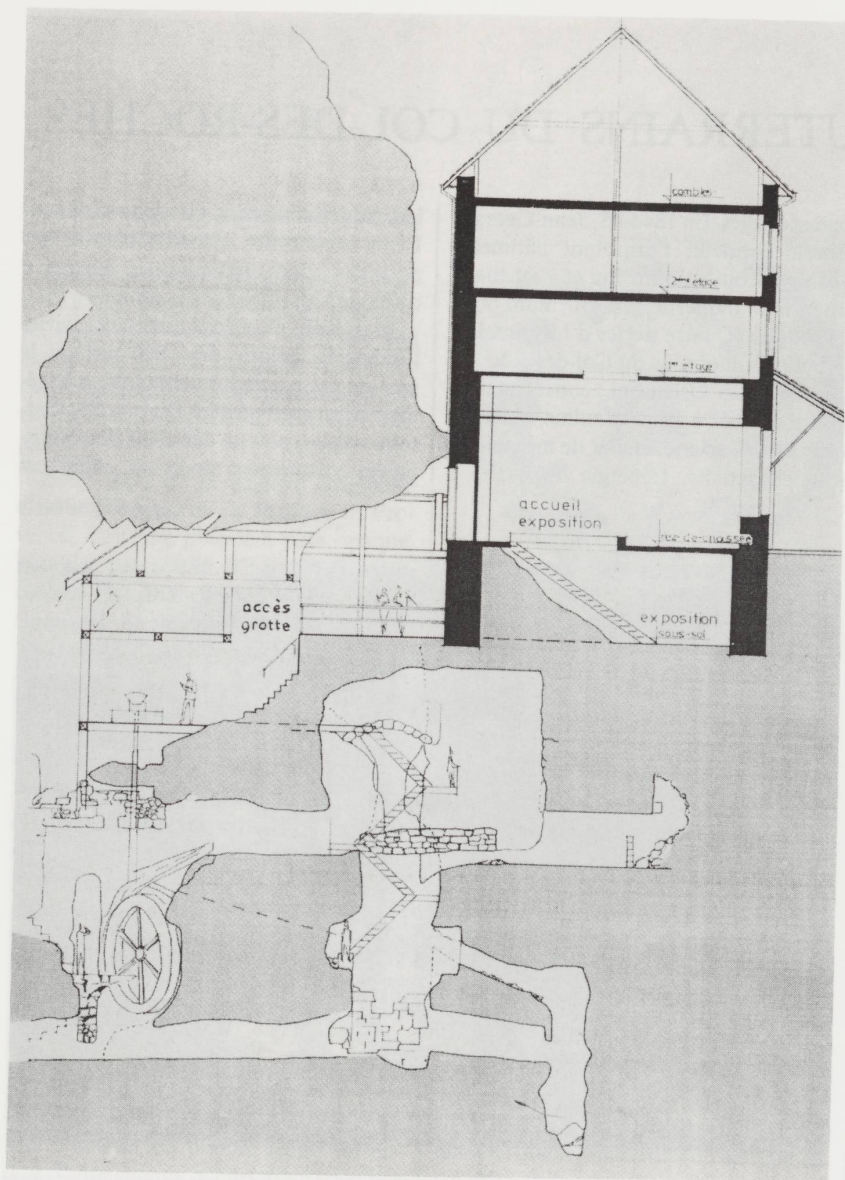 combles
2ème étage
1er étage
accueil
exposition
rez-de-chaussée
accès
grotte
exposition
sous-sol